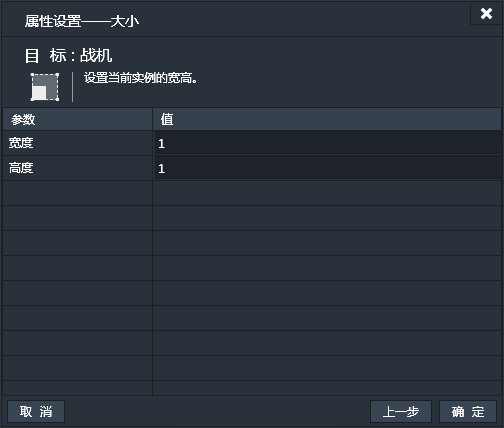 属性设置——大小
目 标：战机
设置当前实例的宽高。
参数 值
宽度 1
高度 1
取 消 上一步 确 定